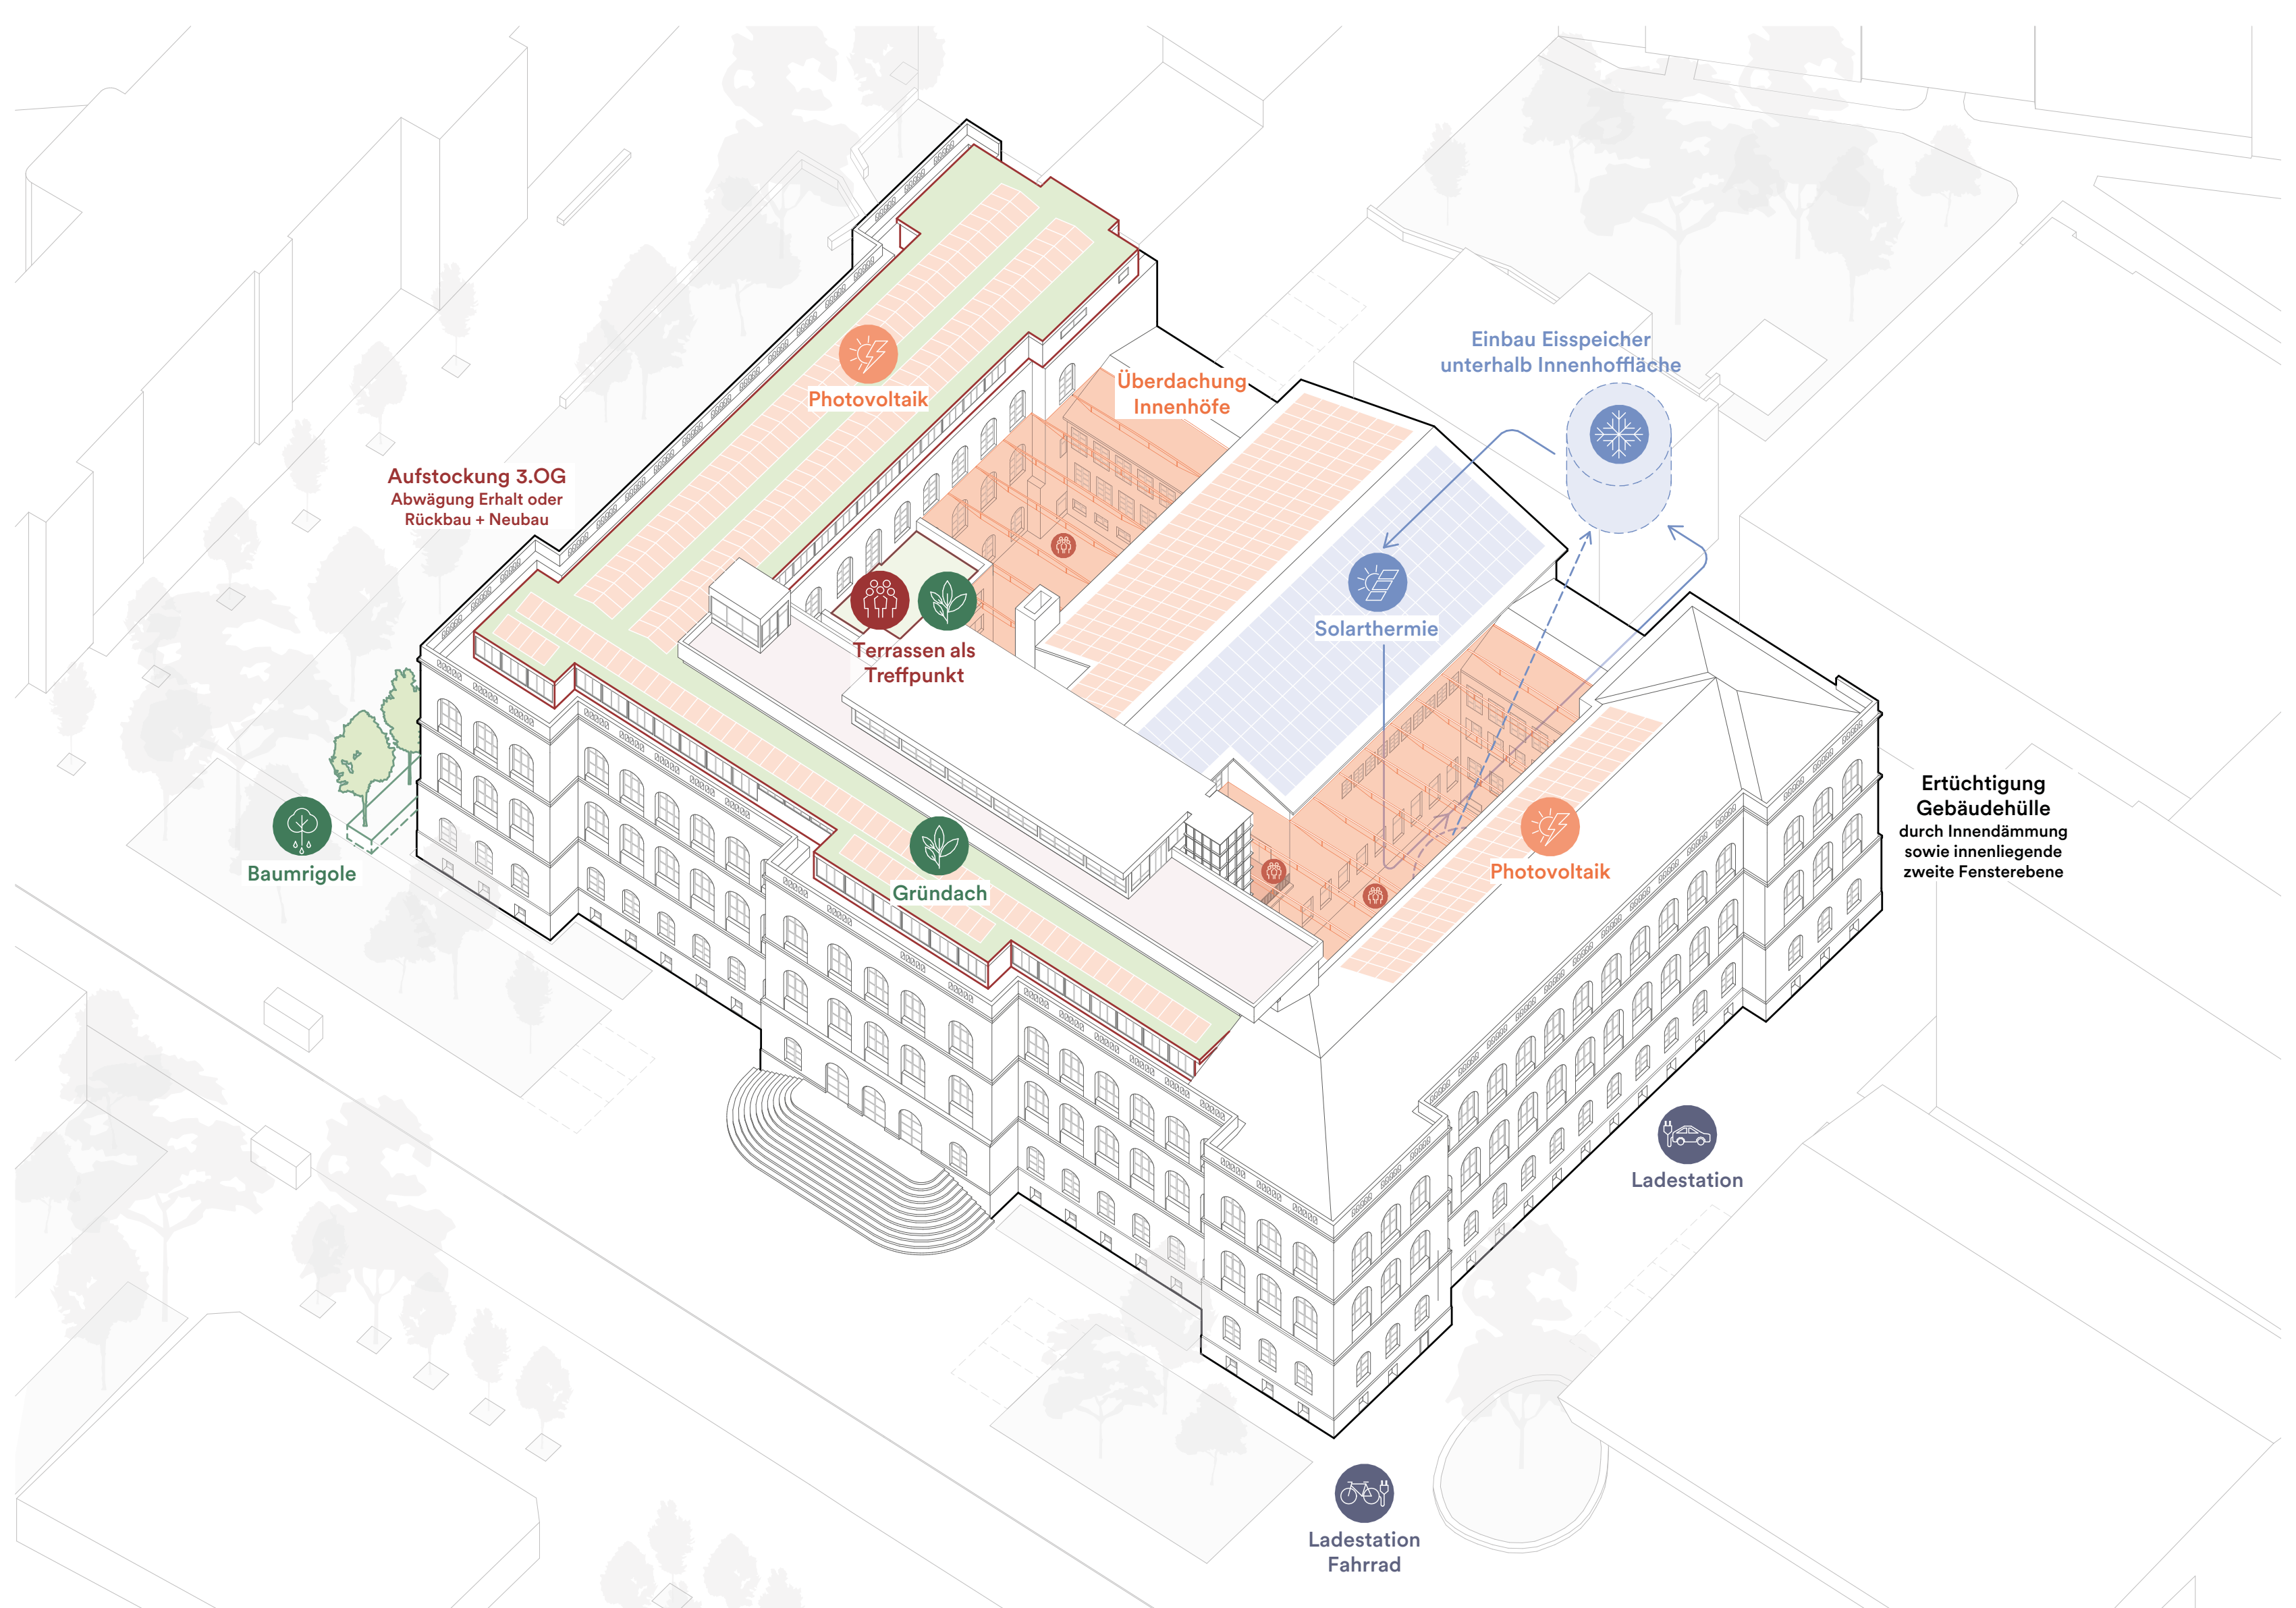 Einbau Eisspeicher
unterhalb Innenhoffläche
Photovoltaik
Überdachung
Innenhöfe
Aufstockung 3.OG
Abwägung Erhalt oder
Rückbau + Neubau
Solarthermie
Terrassen als
Treffpunkt
Ertüchtigung
Gebäudehülle
durch Innendämmung
sowie innenliegende
zweite Fensterebene
Baumrigole
Gründach
Photovoltaik
Ladestation
Ladestation
Fahrrad